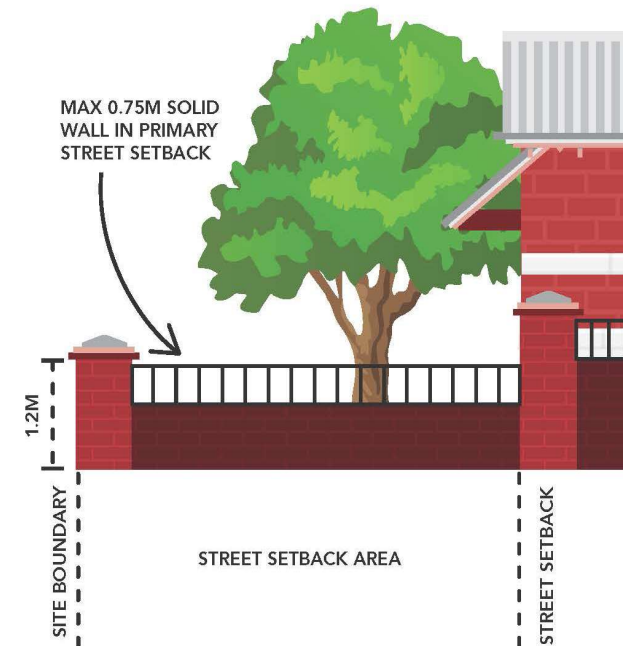 MAX 0.75M SOLID
WALL IN PRIMARY
STREET SETBACK
1.2M
SITE BOUNDARY
STREET SETBACK AREA
STREET SETBACK